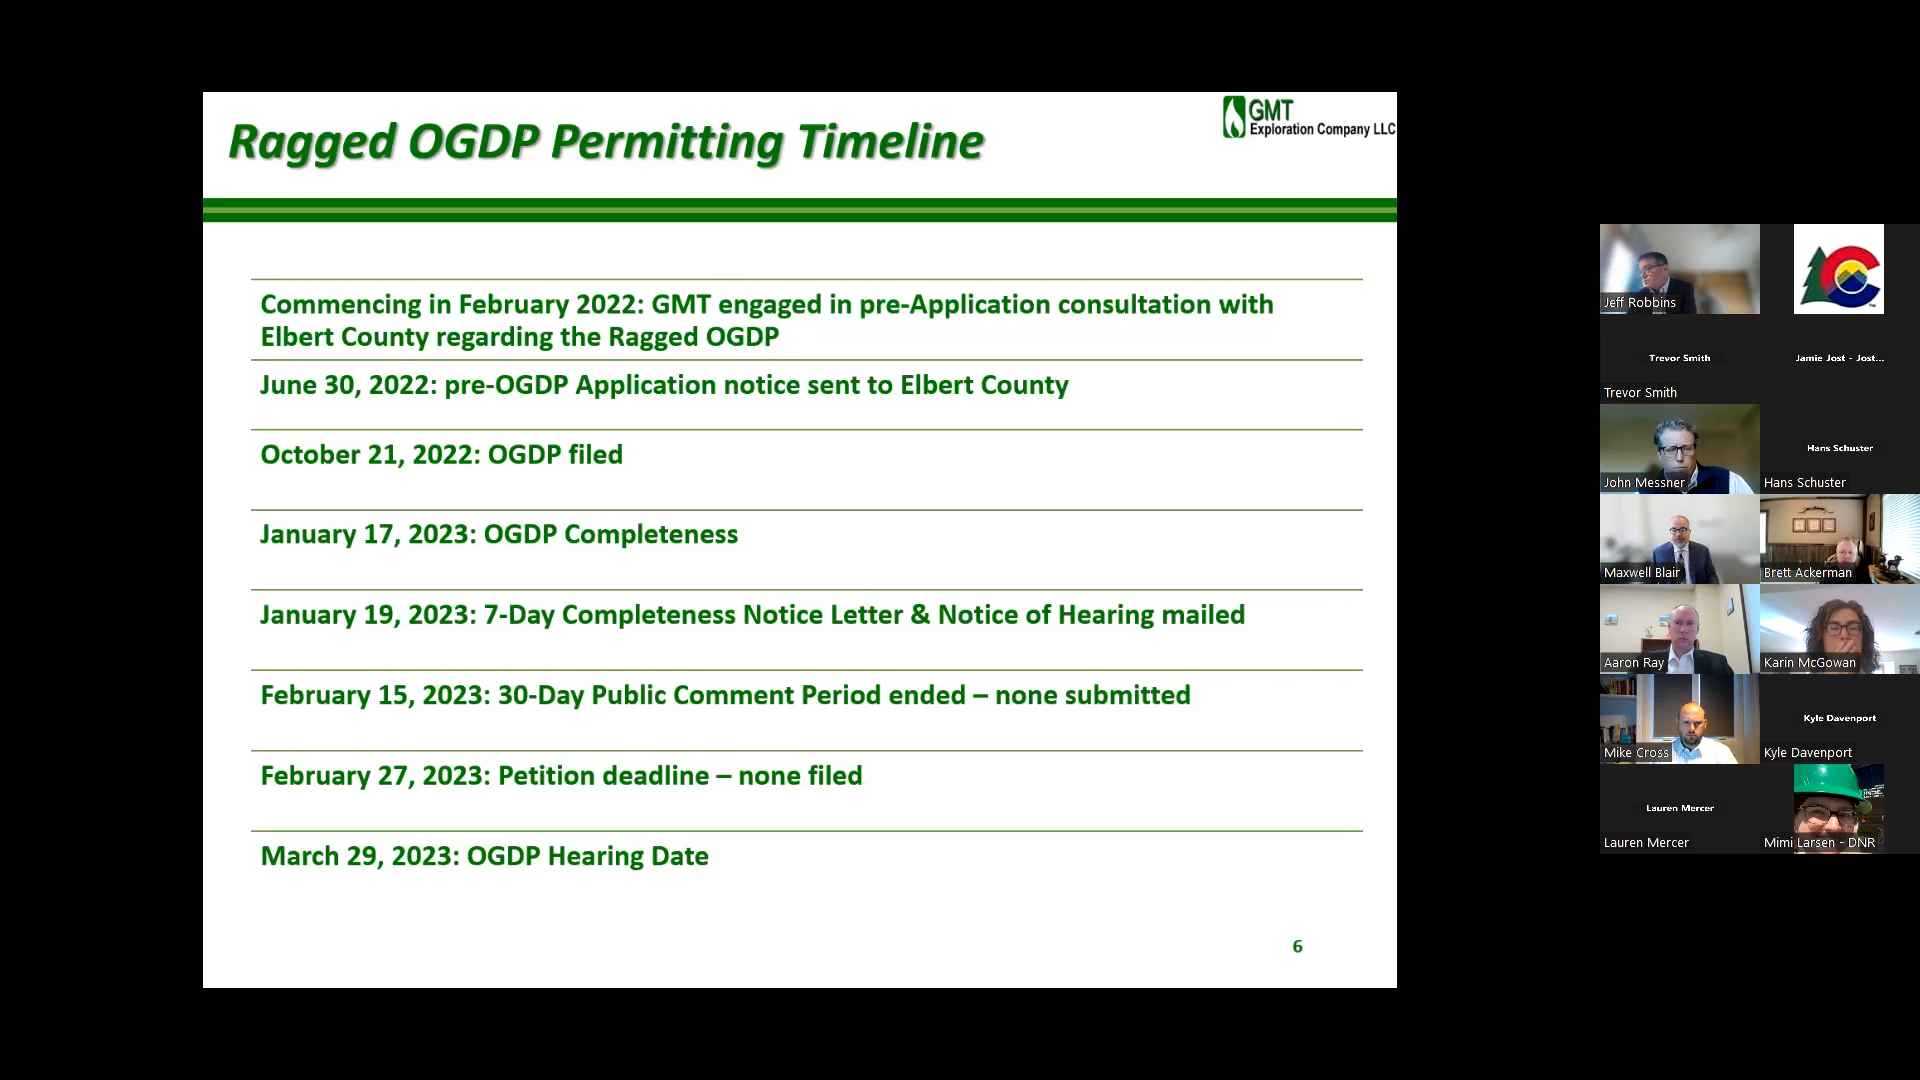 Ragged OGDP Permitting Timeline
GMT
Exploration Company LLC
Commencing in February 2022: GMT engaged in pre-Application consultation with
Elbert County regarding the Ragged OGDP
June 30, 2022: pre-OGDP Application notice sent to Elbert County
October 21, 2022: OGDP filed
January 17, 2023: OGDP Completeness
January 19, 2023: 7-Day Completeness Notice Letter & Notice of Hearing mailed
February 15, 2023: 30-Day Public Comment Period ended – none submitted
February 27, 2023: Petition deadline – none filed
March 29, 2023: OGDP Hearing Date
6
Jeff Robbins
Trevor Smith
Jamie Jost - Jost...
Trevor Smith
Hans Schuster
John Messner
Hans Schuster
Maxwell Blair
Brett Ackerman
Aaron Ray
Karin McGowan
Kyle Davenport
Mike Cross
Kyle Davenport
Lauren Mercer
Lauren Mercer
Mimi Larsen - DNR